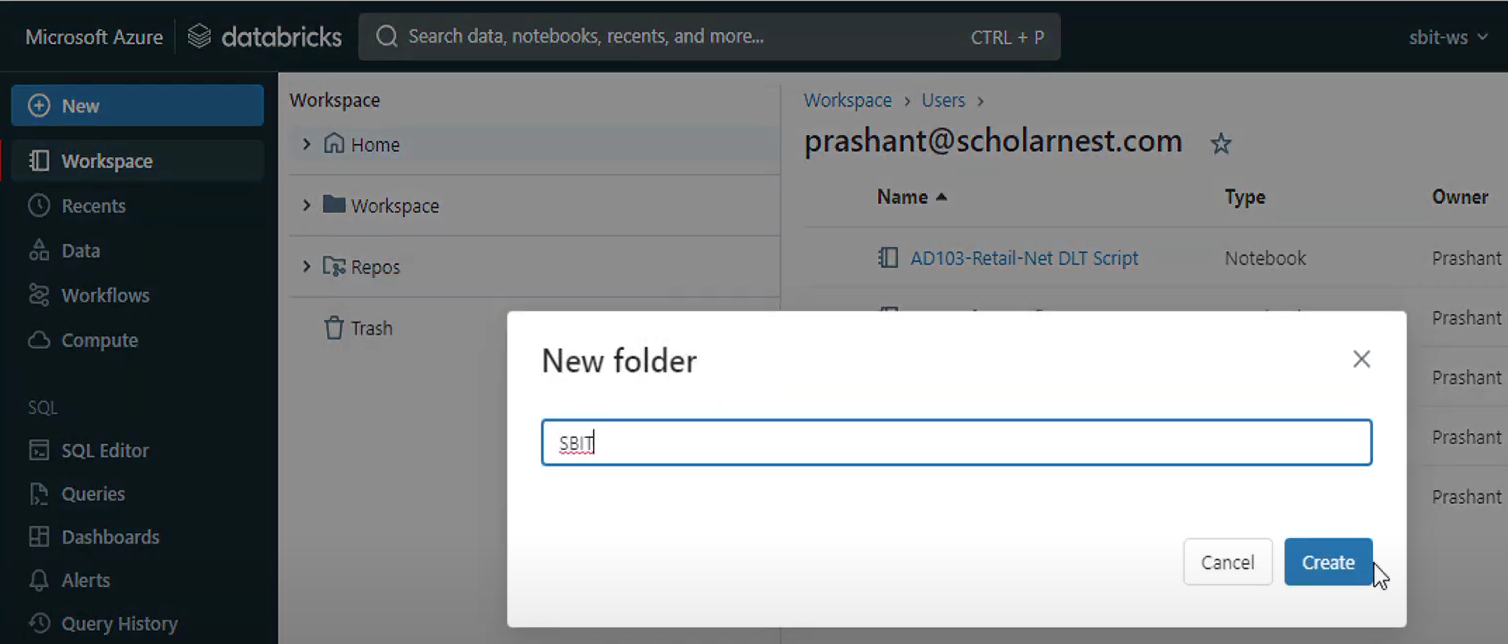 Microsoft Azure databricks Search data, notebooks, recents, and more... CTRL + P sbit-ws
New
Workspace
Recents
Data
Workflows
Compute
SQL
SQL Editor
Queries
Dashboards
Alerts
Query History
Workspace
Home
Workspace
Repos
Trash
Workspace › Users ›
prashant@scholarnest.com
Name Type Owner
AD103-Retail-Net DLT Script Notebook Prashant
Prashant
Prashant
Prashant
Prashant
New folder
SBIT
Cancel Create